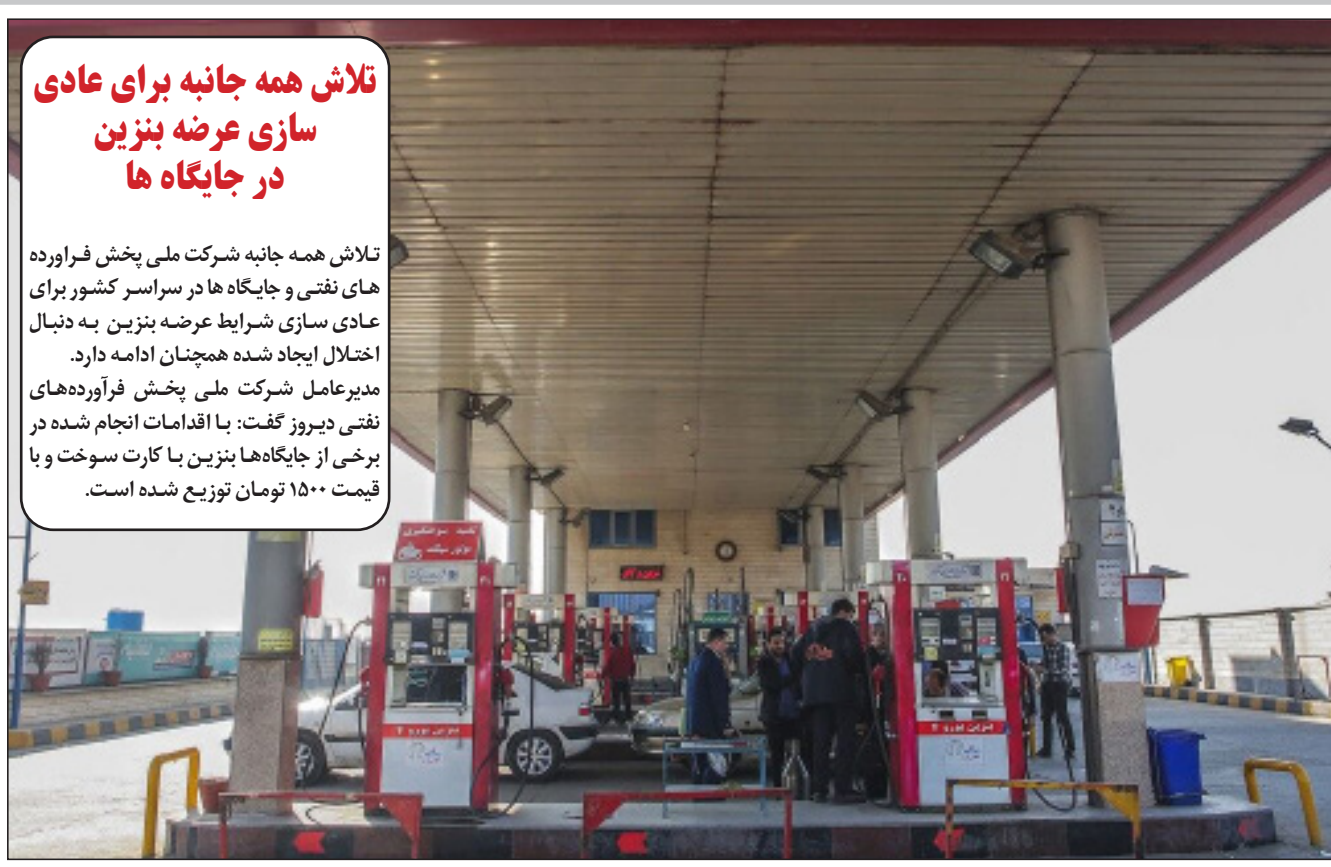 تلاش همه جانبه برای عادی
سازی عرضه بنزین
در جایگاه ها
تلاش همه جانبه شرکت ملی پخش فراورده
های نفتی و جایگاه ها در سراسر کشور برای
عادی سازی شرایط عرضه بنزین به دنبال
اختلال ایجاد شده همچنان ادامه دارد.
مدیرعامل شرکت ملی پخش فرآورده‌های
نفتی دیروز گفت: با اقدامات انجام شده در
برخی از جایگاه‌ها بنزین با کارت سوخت و با
قیمت ۱۵۰۰ تومان توزیع شده است.